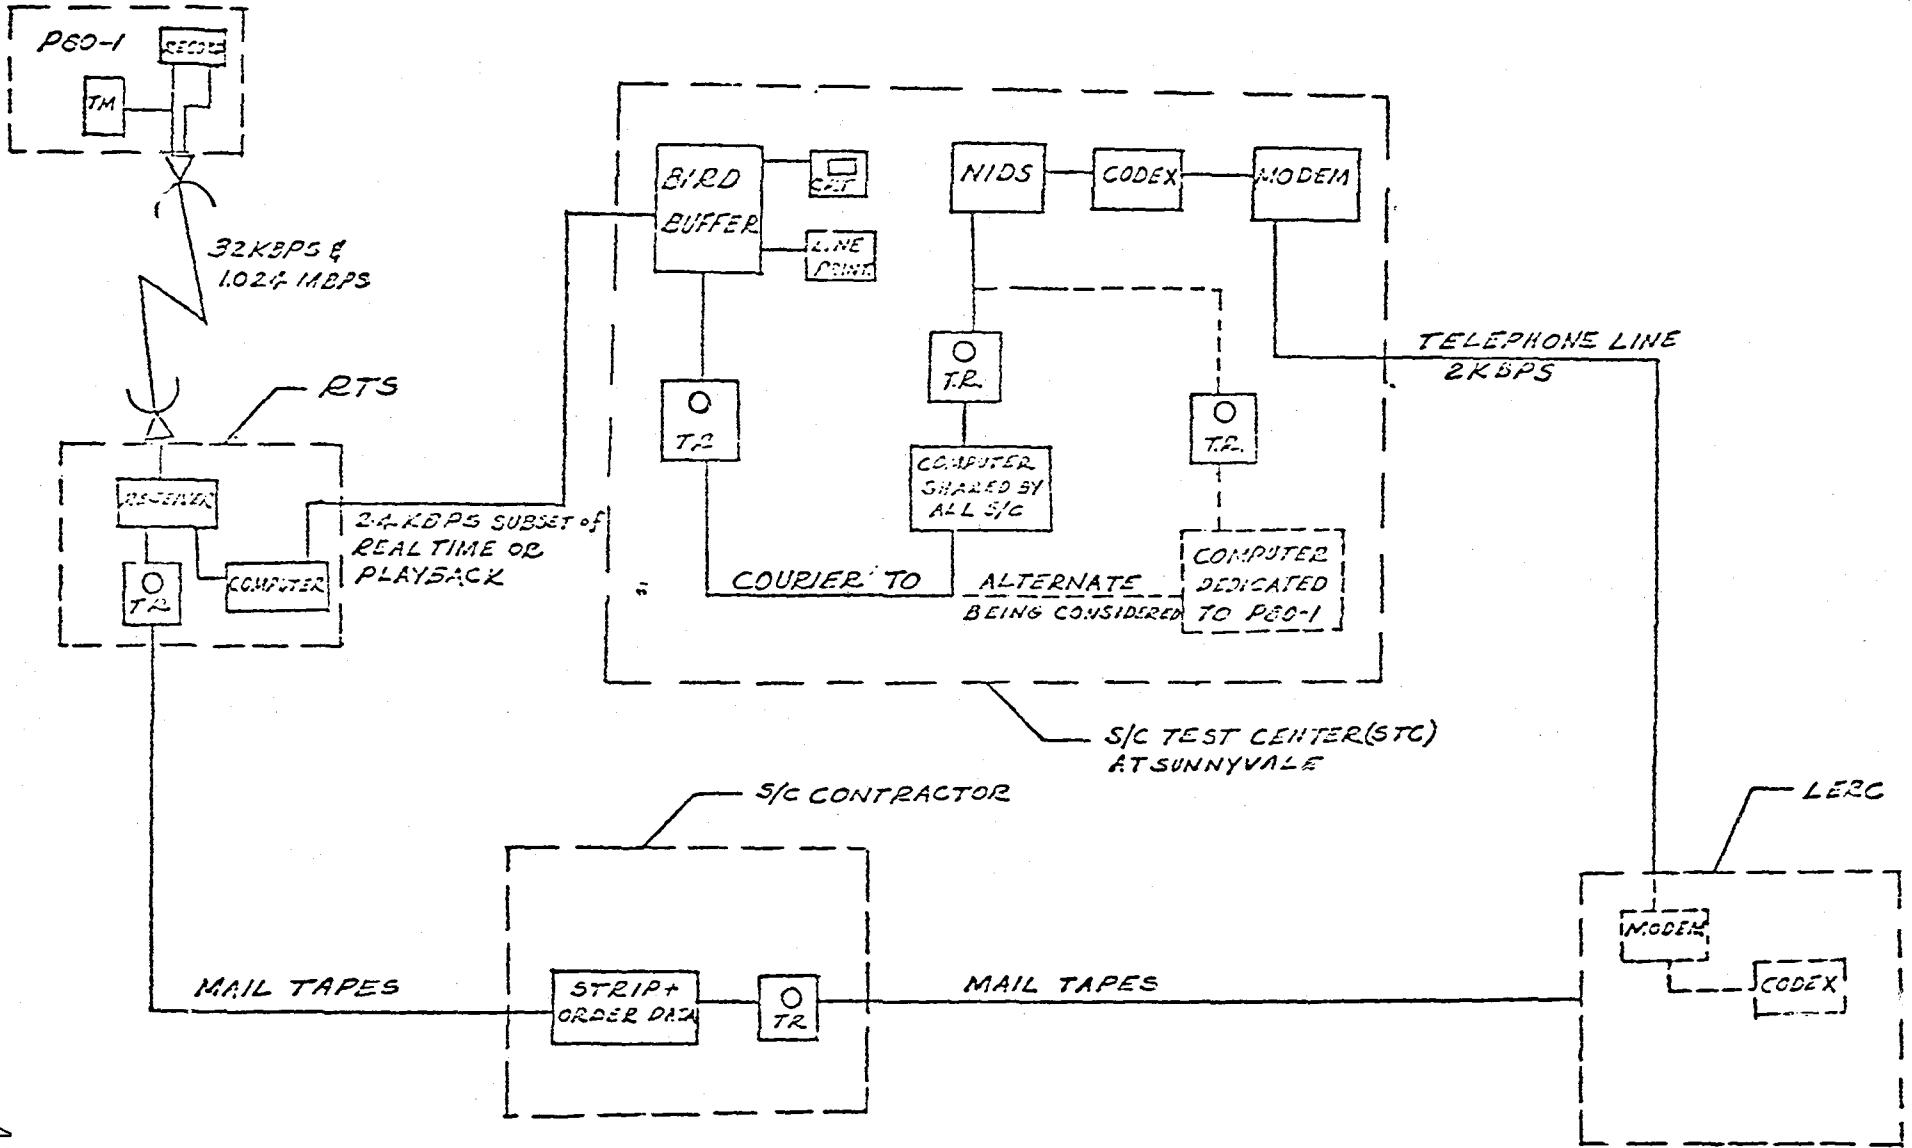 P80-1
RECORD
TM
32 KBPS &
1.024 MBPS
RTS
RECEIVER
TR
COMPUTER
2.4 KBPS SUBSET of
REAL TIME OR
PLAYBACK
BIRD
BUFFER
CRT
LINE
PRINT.
TR
COURIER TO
NIDS
CODEX
MODEM
T.R.
COMPUTER
SHARED BY
ALL S/C
T.R.
ALTERNATE
BEING CONSIDERED
COMPUTER
DEDICATED
TO P80-1
TELEPHONE LINE
2KBPS
S/C TEST CENTER (STC)
AT SUNNYVALE
S/C CONTRACTOR
LERC
MODEM
CODEX
MAIL TAPES
STRIP +
ORDER DATA
TR
MAIL TAPES